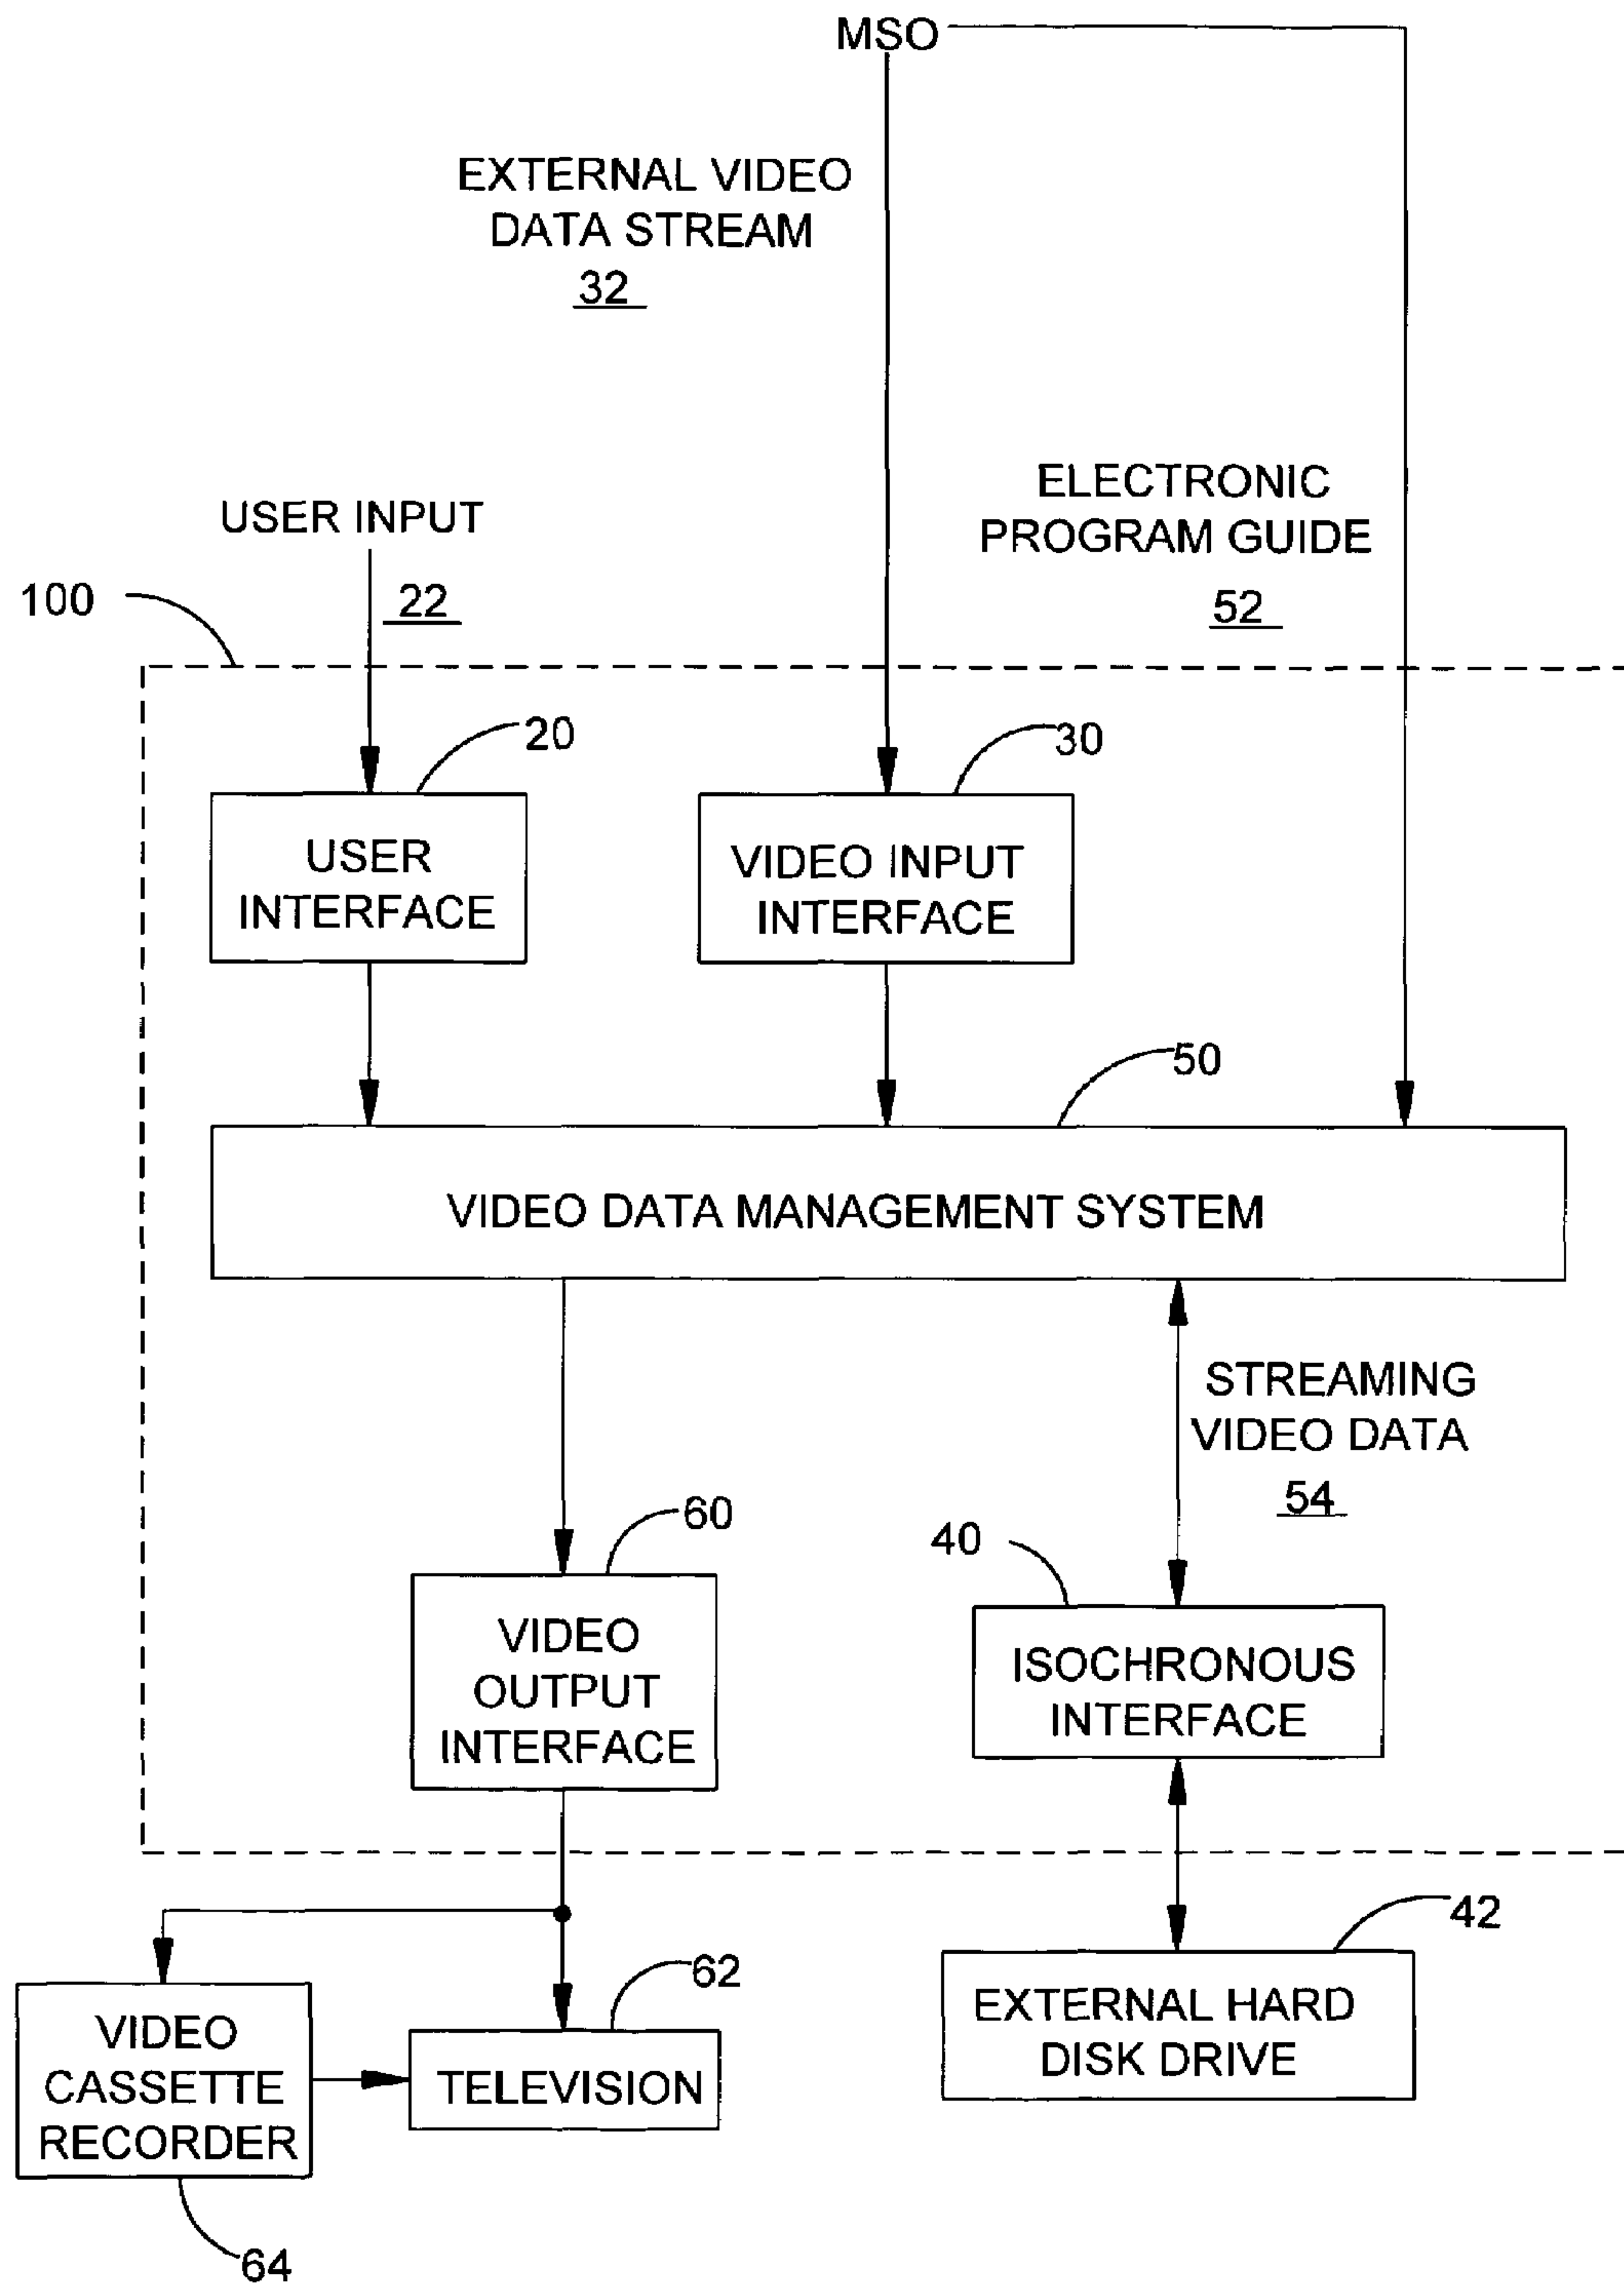 MSO
EXTERNAL VIDEO
DATA STREAM
32
ELECTRONIC
PROGRAM GUIDE
52
USER INPUT
22
100
20
30
USER
INTERFACE
VIDEO INPUT
INTERFACE
50
VIDEO DATA MANAGEMENT SYSTEM
STREAMING
VIDEO DATA
54
60
40
VIDEO
OUTPUT
INTERFACE
ISOCHRONOUS
INTERFACE
42
62
EXTERNAL HARD
DISK DRIVE
VIDEO
CASSETTE
RECORDER
TELEVISION
64